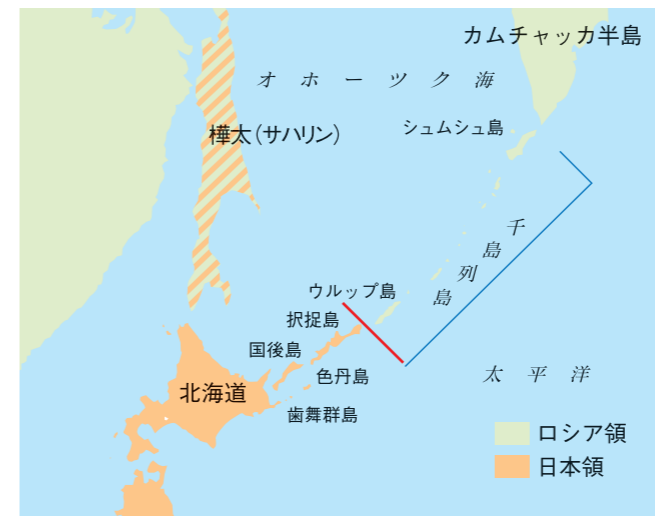 カムチャッカ半島
オホーツク海
シュムシュ島
樺太（サハリン）
千島列島
ウルップ島
択捉島
国後島
色丹島
太平洋
北海道
歯舞群島
ロシア領
日本領